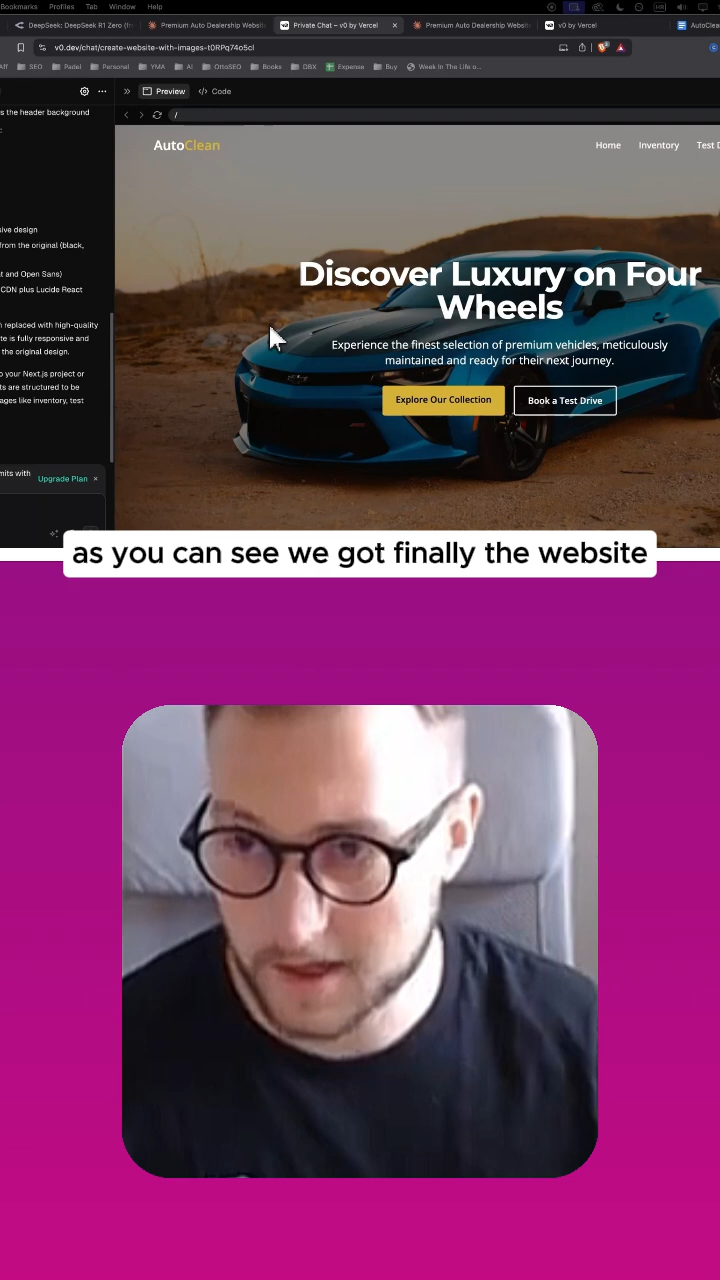 Bookmarks Profiles Tab Window Help
DeepSeek: DeepSeek R1 Zero (fr
Premium Auto Dealership Websit
Private Chat – v0 by Vercel ×
Premium Auto Dealership Websit
v0 by Vercel
AutoClea
v0.dev/chat/create-website-with-images-t0RPq74o5cl
Aff SEO Padel Personal YMA AI OttoSEO Books DBX Expense Buy Week In The Life o...
s the header background
Preview Code
/
AutoClean
Home Inventory Test D
sive design
from the original (black,
t and Open Sans)
CDN plus Lucide React
n replaced with high-quality
te is fully responsive and
the original design.
o your Next.js project or
ts are structured to be
ages like inventory, test
mits with
Upgrade Plan ×
Discover Luxury on Four
Wheels
Experience the finest selection of premium vehicles, meticulously
maintained and ready for their next journey.
Explore Our Collection
Book a Test Drive
as you can see we got finally the website